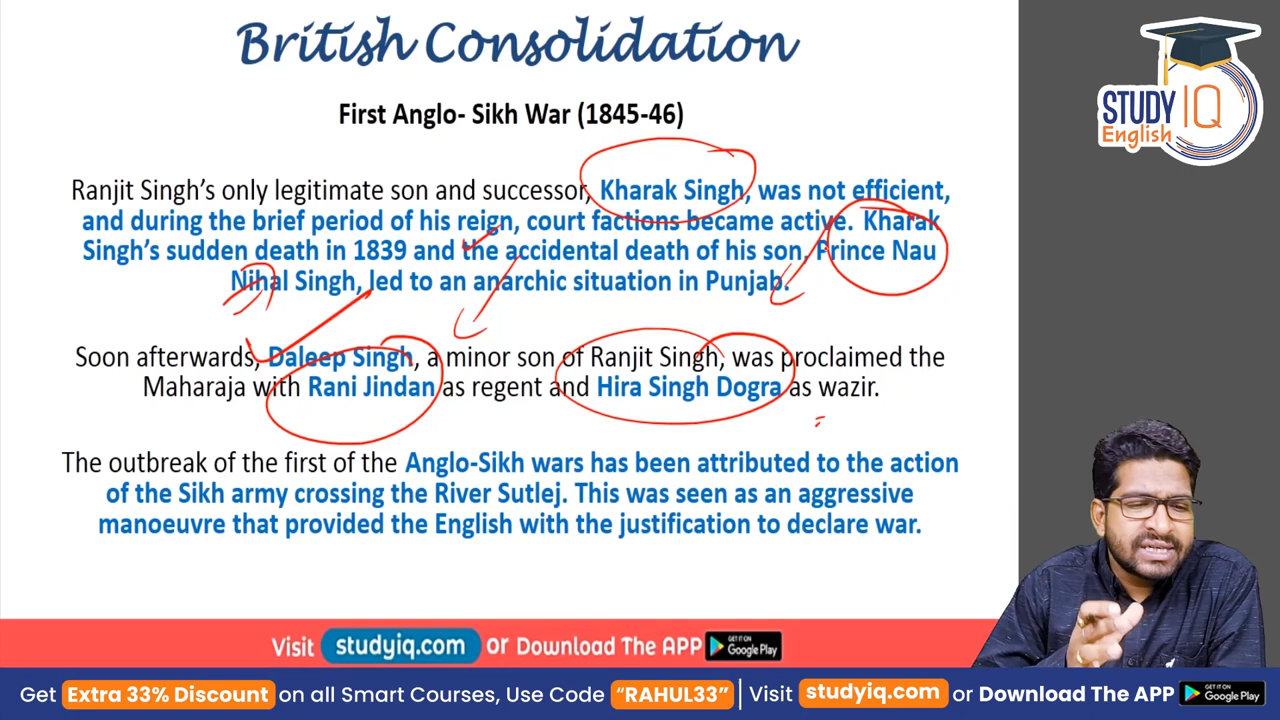 British Consolidation
STUDY IQ
English
First Anglo- Sikh War (1845-46)
Ranjit Singh's only legitimate son and successor, Kharak Singh, was not efficient,
and during the brief period of his reign, court factions became active. Kharak
Singh's sudden death in 1839 and the accidental death of his son, Prince Nau
Nihal Singh, led to an anarchic situation in Punjab.
Soon afterwards, Daleep Singh, a minor son of Ranjit Singh, was proclaimed the
Maharaja with Rani Jindan as regent and Hira Singh Dogra as wazir.
The outbreak of the first of the Anglo-Sikh wars has been attributed to the action
of the Sikh army crossing the River Sutlej. This was seen as an aggressive
manoeuvre that provided the English with the justification to declare war.
Visit studyiq.com or Download The APP GET IT ON Google Play
Get Extra 33% Discount on all Smart Courses, Use Code "RAHUL33" | Visit studyiq.com or Download The APP GET IT ON Google Play